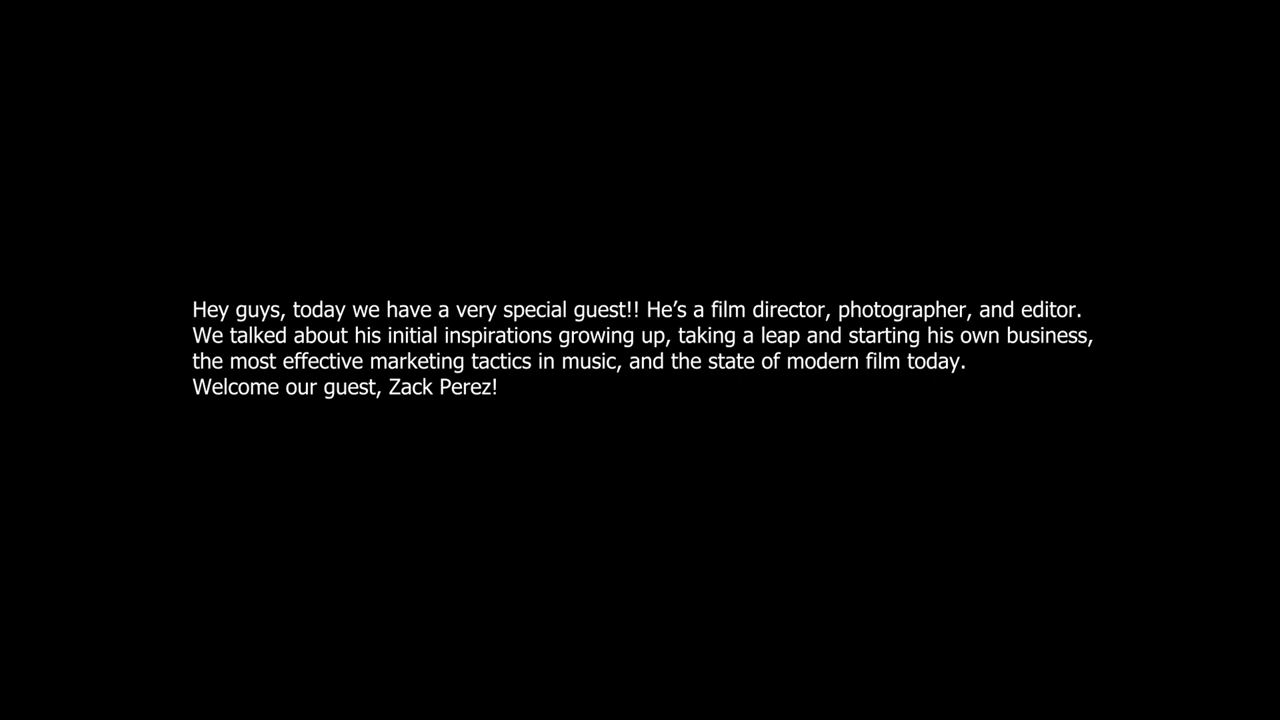 Hey guys, today we have a very special guest!! He’s a film director, photographer, and editor.
We talked about his initial inspirations growing up, taking a leap and starting his own business,
the most effective marketing tactics in music, and the state of modern film today.
Welcome our guest, Zack Perez!